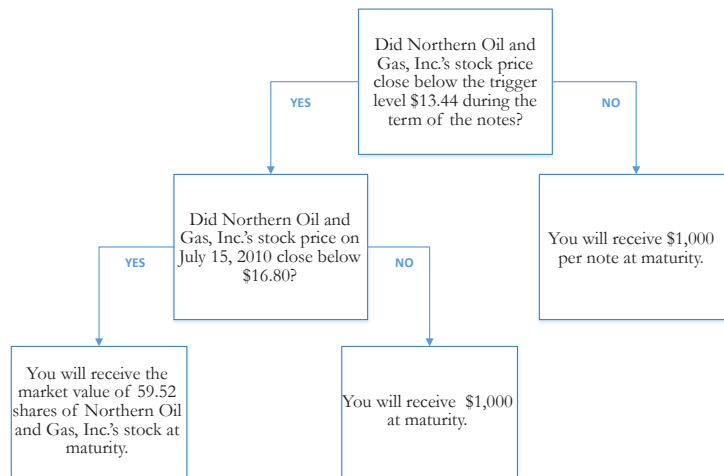 Did Northern Oil and
Gas, Inc.'s stock price
close below the trigger
level $13.44 during the
term of the notes?
YES
NO
Did Northern Oil and
Gas, Inc.'s stock price on
July 15, 2010 close below
$16.80?
You will receive $1,000
per note at maturity.
YES
NO
You will receive the
market value of 59.52
shares of Northern Oil
and Gas, Inc.'s stock at
maturity.
You will receive $1,000
at maturity.